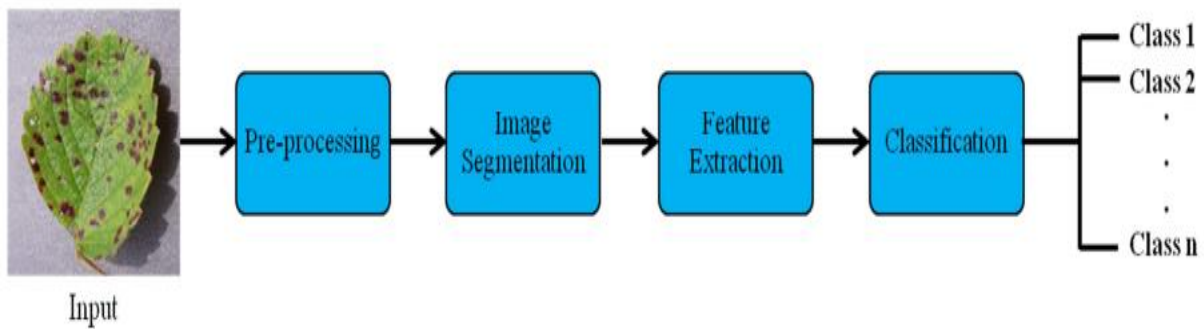 Input
Pre-processing
Image
Segmentation
Feature
Extraction
Classification
Class 1
Class 2
.
.
.
Class n